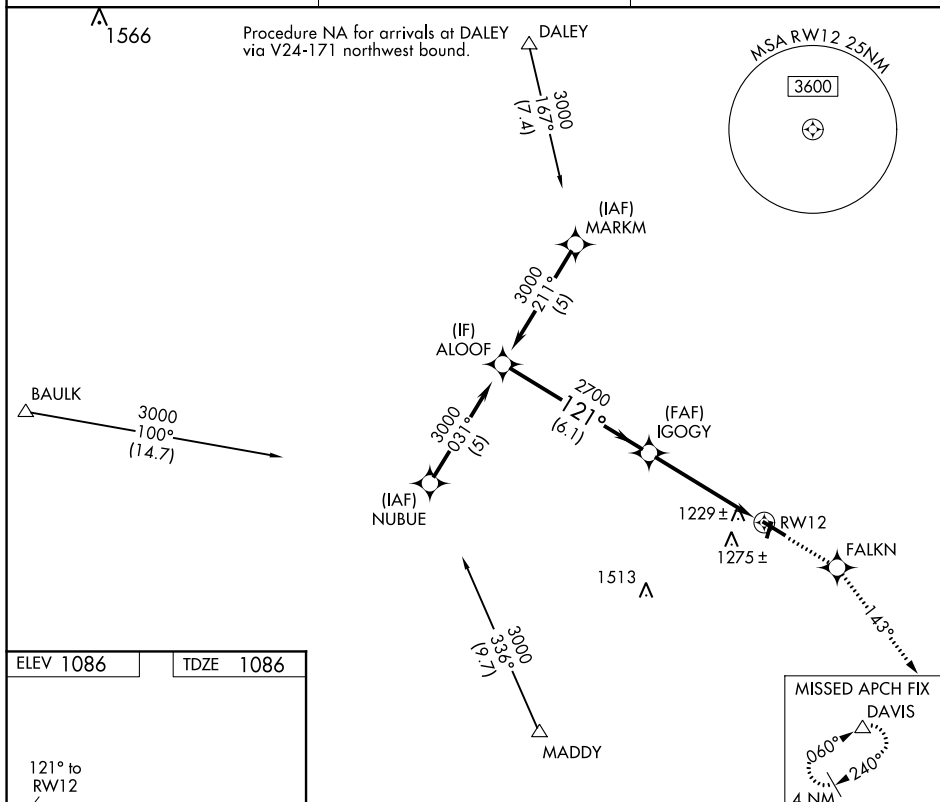 1566
Procedure NA for arrivals at DALEY
via V24-171 northwest bound.
DALEY
3000
167°
(7.4)
MSA RW12 25NM
3600
(IAF)
MARKM
3000
211°
(5)
(IF)
ALOOF
BAULK
3000
100°
(14.7)
2700
121°
(6.1)
(FAF)
IGOGY
3000
031°
(5)
(IAF)
NUBUE
1229 ±
RW12
1275 ±
FALKN
1513
143°
3000
336°
(9.7)
MADDY
ELEV 1086
TDZE 1086
121° to
RW12
MISSED APCH FIX
DAVIS
060°
240°
4 NM